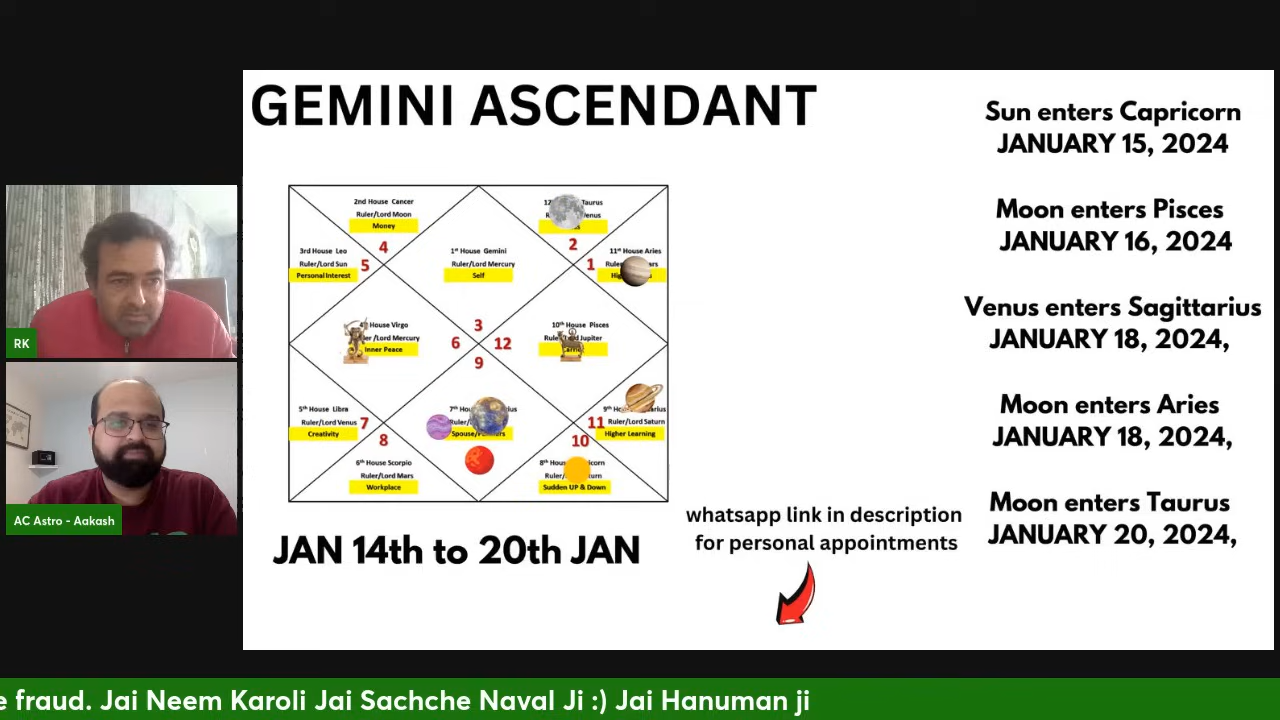 GEMINI ASCENDANT
Sun enters Capricorn
JANUARY 15, 2024
Moon enters Pisces
JANUARY 16, 2024
Venus enters Sagittarius
JANUARY 18, 2024,
Moon enters Aries
JANUARY 18, 2024,
Moon enters Taurus
JANUARY 20, 2024,
2nd House Cancer
Ruler/Lord Moon
Money
4
Taurus
2
3rd House Leo
Ruler/Lord Sun
Personal Interest
5
1st House Gemini
Ruler/Lord Mercury
Self
1
11th House Aries
House Virgo
Mercury
Inner Peace
3
6
12
9
10th House Pisces
Jupiter
5th House Libra
Ruler/Lord Venus
Creativity
7
8
6th House Scorpio
Ruler/Lord Mars
Workplace
11
Ruler/Lord Saturn
Higher Learning
10
Sudden UP & Down
JAN 14th to 20th JAN
whatsapp link in description
for personal appointments
RK
AC Astro - Aakash
fraud. Jai Neem Karoli Jai Sachche Naval Ji :) Jai Hanuman ji